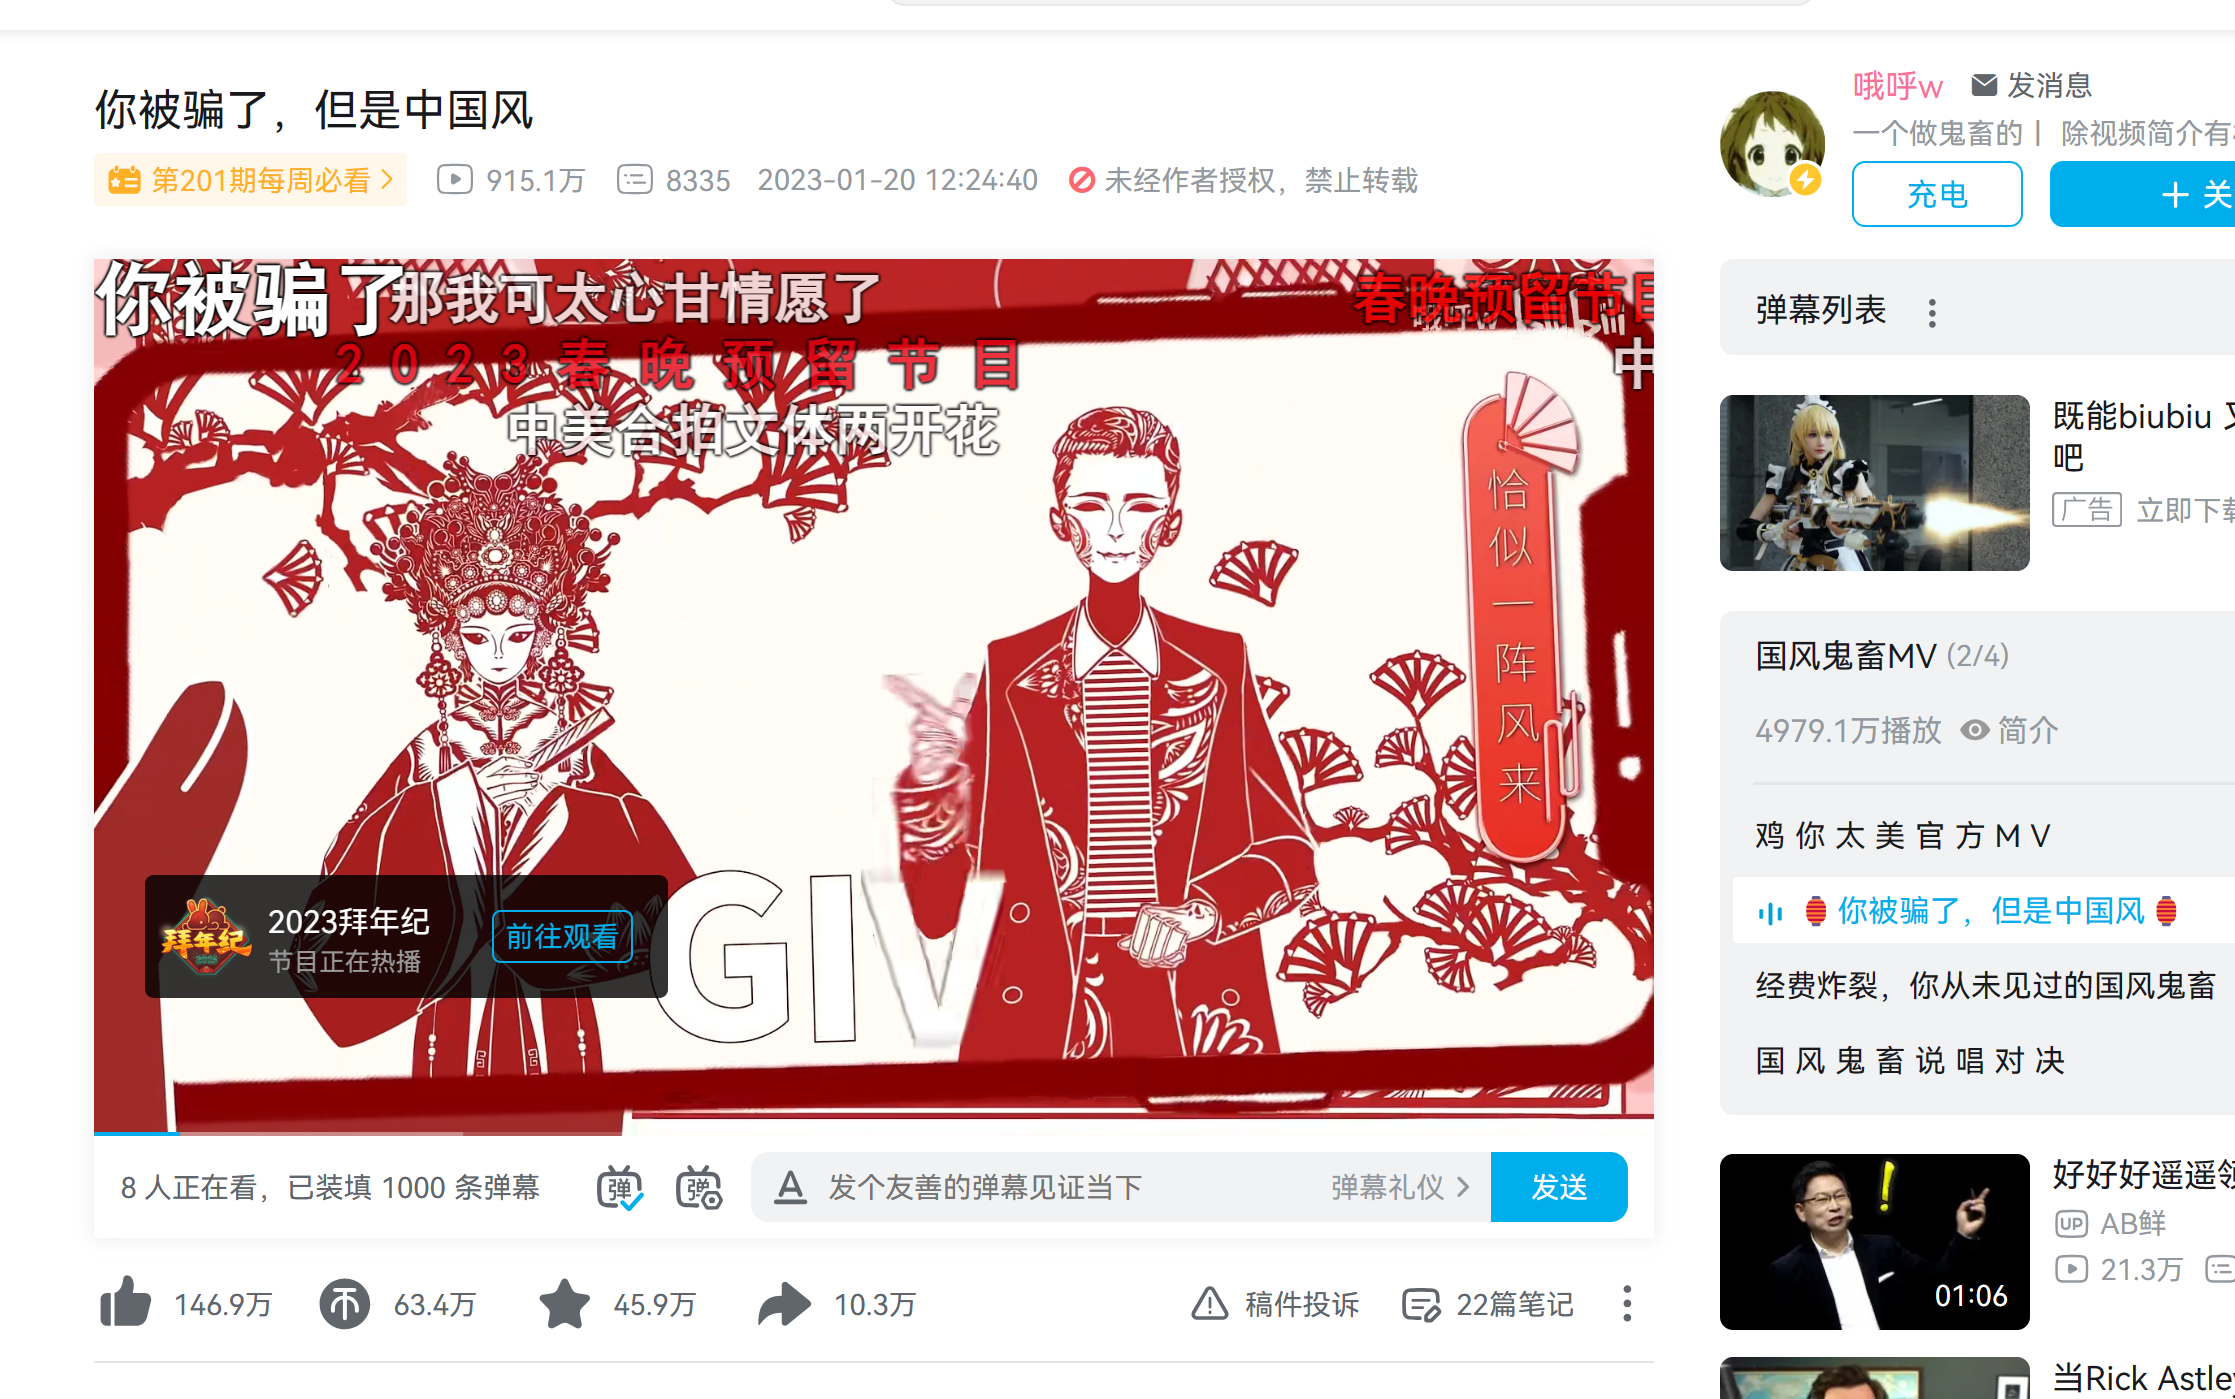 你被骗了，但是中国风
第201期每周必看
915.1万
8335
2023-01-20 12:24:40
未经作者授权，禁止转载
哦呼w
发消息
一个做鬼畜的丨 除视频简介有
充电
+ 关
你被骗了
那我可太心甘情愿了
春晚预留节目
2023春晚预留节目
中
中美合拍文体两开花
恰似一阵风来
GIV
拜年纪
2023拜年纪
节目正在热播
前往观看
8 人正在看，已装填 1000 条弹幕
弹
弹
发个友善的弹幕见证当下
弹幕礼仪
发送
146.9万
63.4万
45.9万
10.3万
稿件投诉
22篇笔记
弹幕列表
既能biubiu 又
吧
广告
立即下载
国风鬼畜MV (2/4)
4979.1万播放
简介
鸡 你 太 美 官 方 M V
你被骗了，但是中国风
经费炸裂，你从未见过的国风鬼畜
国 风 鬼 畜 说 唱 对 决
01:06
好好好遥遥领
UP AB鲜
21.3万
当Rick Astle